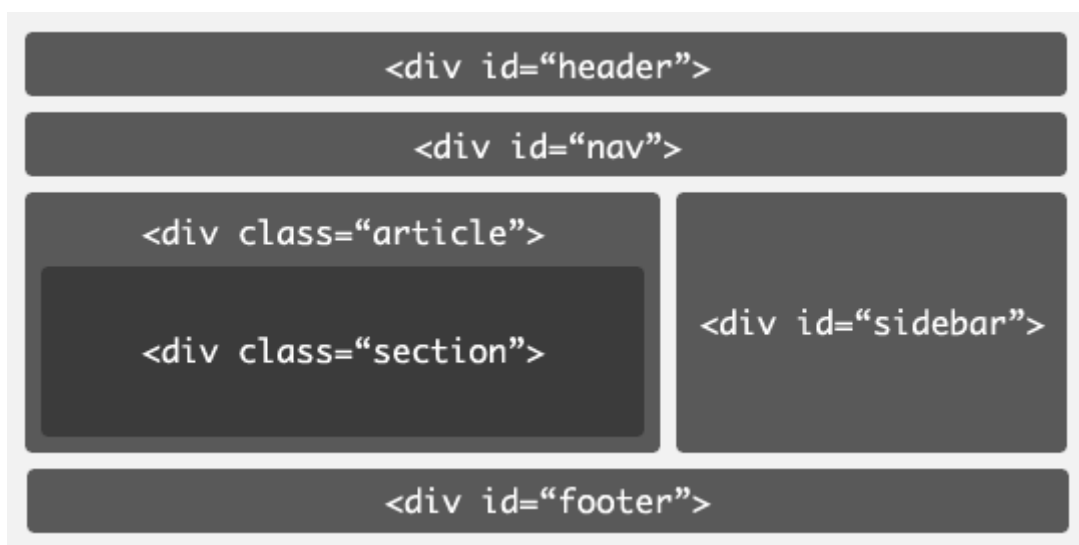 <div id=“header”>
<div id=“nav”>
<div class=“article”>
<div class=“section”>
<div id=“sidebar”>
<div id=“footer”>